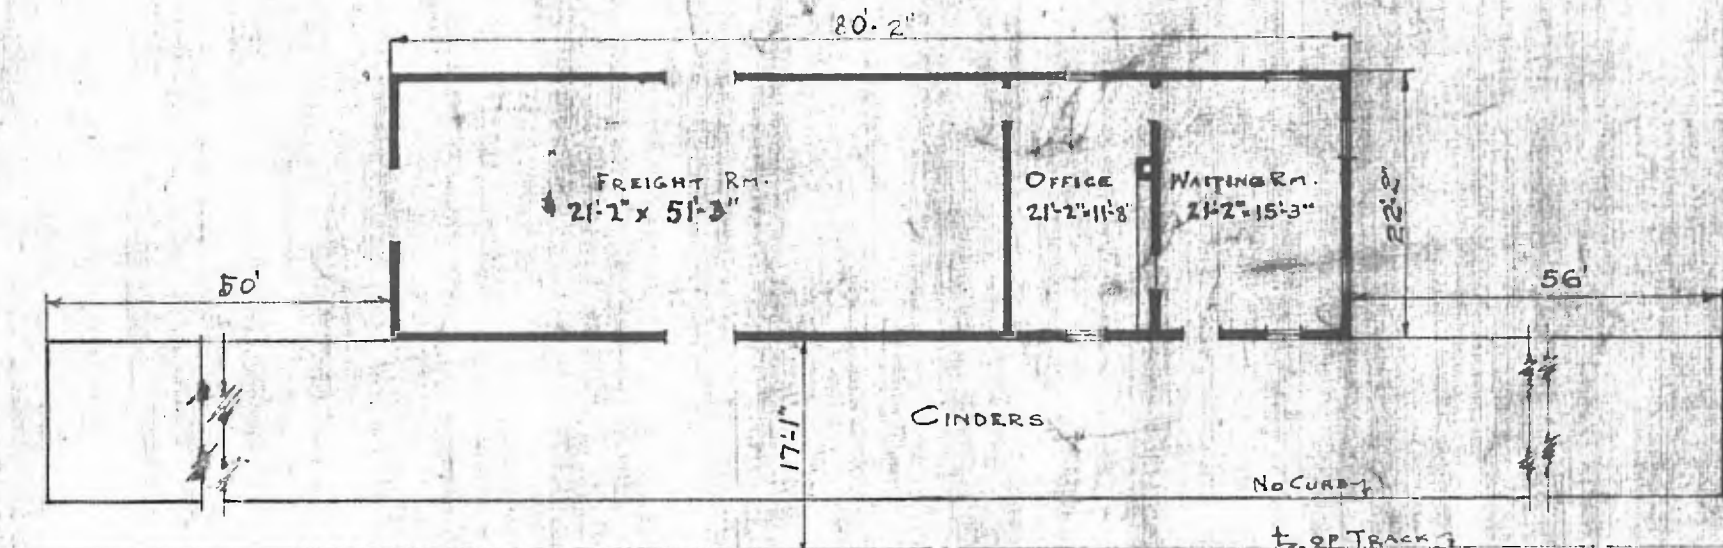 80'-2"
FREIGHT RM.
21'-2" x 51'-3"
OFFICE
21'-2"x11'-8"
WAITING RM.
21'-2"x15'-3"
22'-2"
50'
56'
CINDERS
17'-1"
NO CURB
℄ OF TRACK